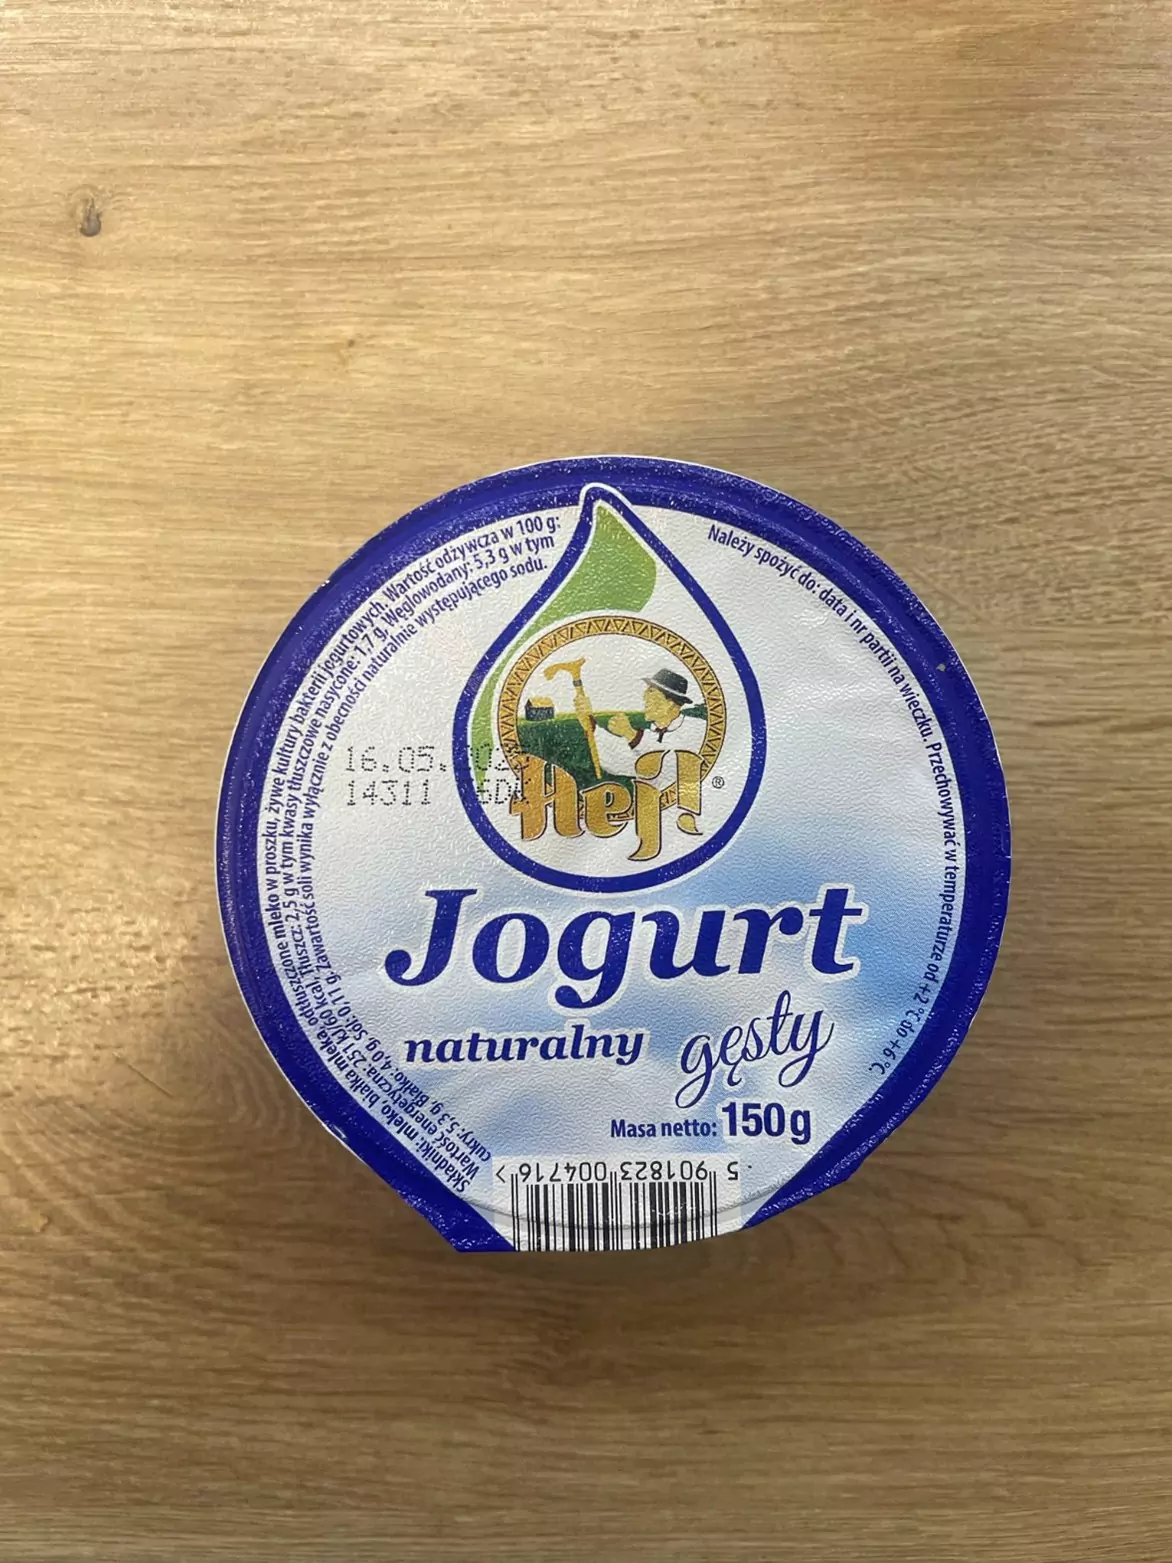 Składniki: mleko, białka mleka, odtłuszczone mleko w proszku, żywe kultury bakterii jogurtowych. Wartość odżywcza w 100 g:
Wartość energetyczna: 251 kJ/60 kcal, Tłuszcz: 2,5 g w tym kwasy tłuszczowe nasycone: 1,7 g, Węglowodany: 5,3 g w tym
cukry: 5,3 g, Białko: 4,0 g, Sól: 0,11 g. Zawartość soli wynika wyłącznie z obecności naturalnie występującego sodu.
Należy spożyć do: data i nr partii na wieczku. Przechowywać w temperaturze od +2°C do +6°C.
16.05.
14311
Hej!®
Jogurt
naturalny gęsty
Masa netto: 150g
5 901823 004716 >